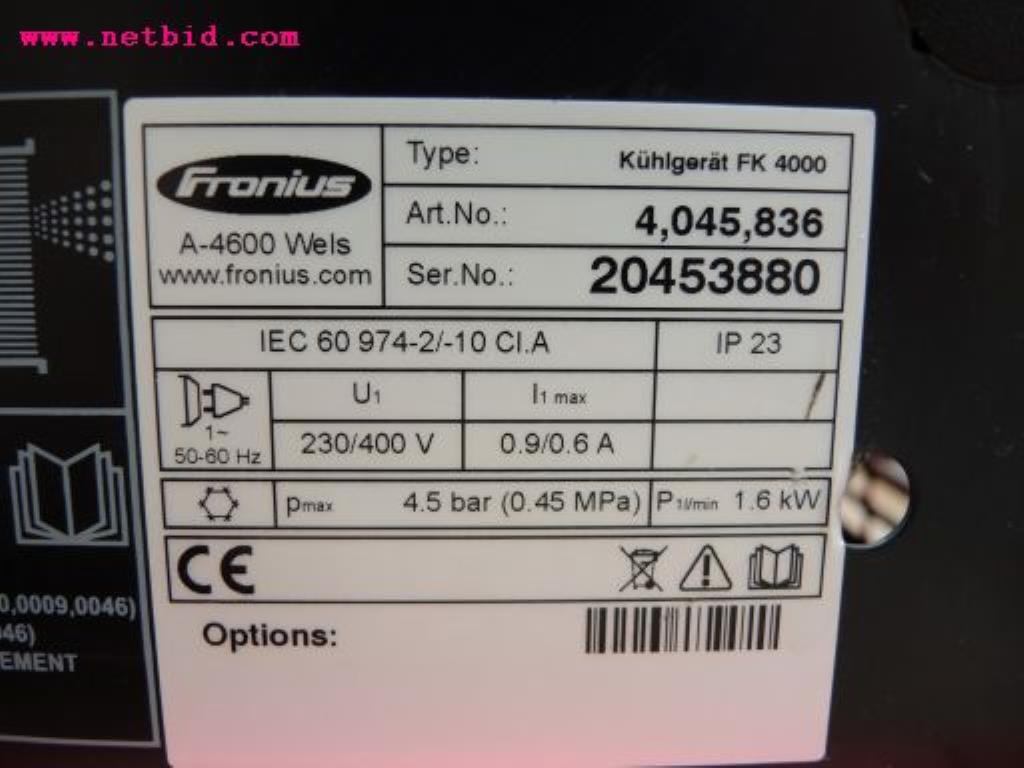 www.netbid.com
Fronius
A-4600 Wels
www.fronius.com
Type: Kühlgerät FK 4000
Art.No.: 4,045,836
Ser.No.: 20453880
IEC 60 974-2/-10 Cl.A IP 23
1~
50-60 Hz
U1 I1 max
230/400 V 0.9/0.6 A
pmax 4.5 bar (0.45 MPa) P1l/min 1.6 kW
CE
Options:
0,0009,0046)
46)
EMENT